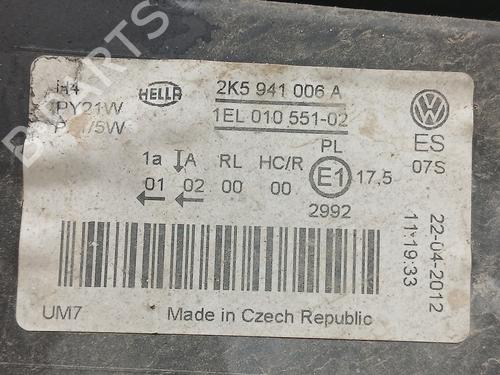 H4
PY21W
HELLA
2K5 941 006 A
1EL 010 551-02
ES
07S
1a A RL HC/R PL
E1 17,5
01 02 00 00
2992
22-04-2012
11:19:33
UM7
Made in Czech Republic